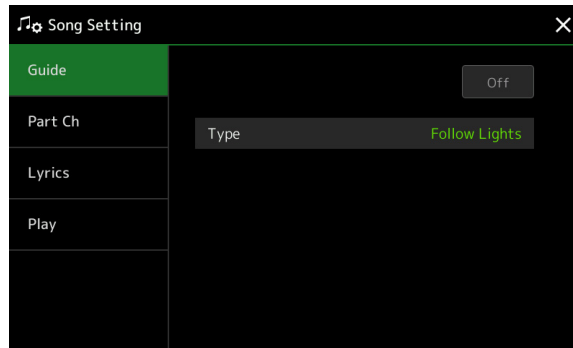 Song Setting
Guide
Off
Part Ch
Type Follow Lights
Lyrics
Play